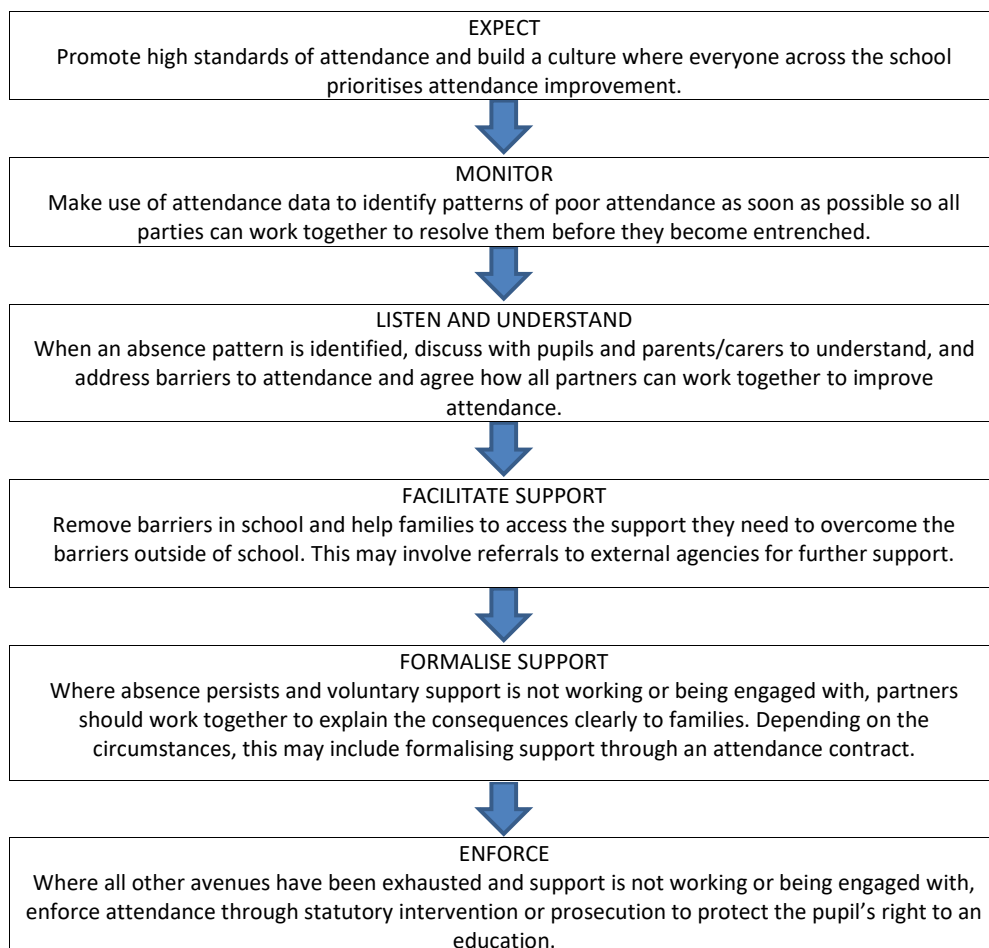 EXPECT
Promote high standards of attendance and build a culture where everyone across the school
prioritises attendance improvement.
MONITOR
Make use of attendance data to identify patterns of poor attendance as soon as possible so all
parties can work together to resolve them before they become entrenched.
LISTEN AND UNDERSTAND
When an absence pattern is identified, discuss with pupils and parents/carers to understand, and
address barriers to attendance and agree how all partners can work together to improve
attendance.
FACILITATE SUPPORT
Remove barriers in school and help families to access the support they need to overcome the
barriers outside of school. This may involve referrals to external agencies for further support.
FORMALISE SUPPORT
Where absence persists and voluntary support is not working or being engaged with, partners
should work together to explain the consequences clearly to families. Depending on the
circumstances, this may include formalising support through an attendance contract.
ENFORCE
Where all other avenues have been exhausted and support is not working or being engaged with,
enforce attendance through statutory intervention or prosecution to protect the pupil’s right to an
education.